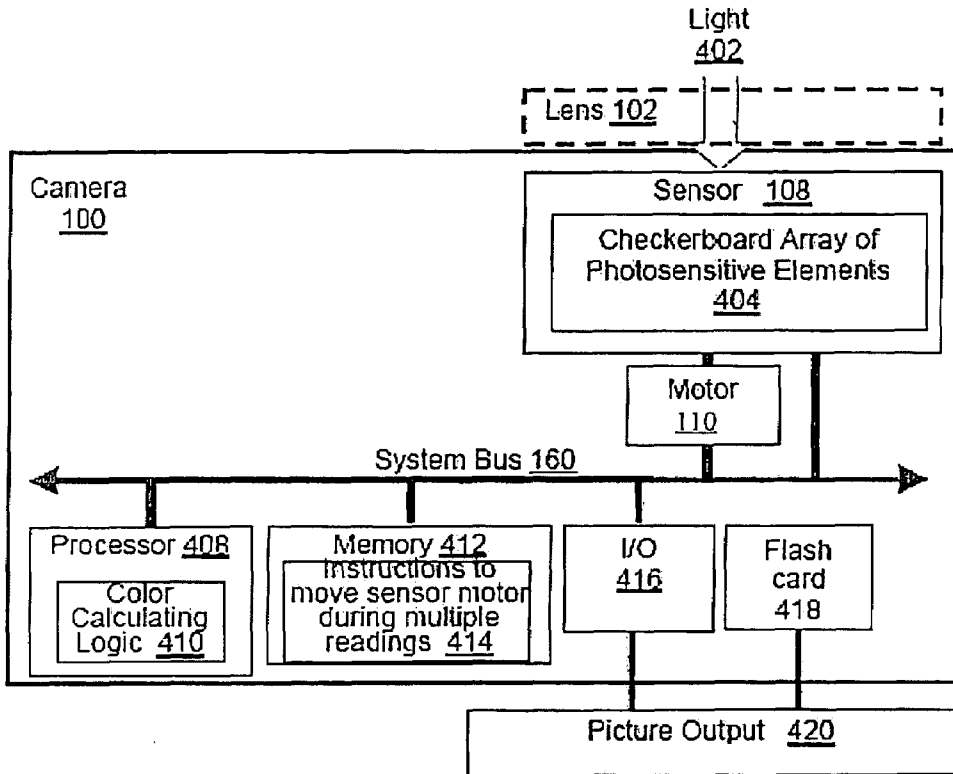 Light
402
Lens 102
Camera
100
Sensor 108
Checkerboard Array of
Photosensitive Elements
404
Motor
110
System Bus 160
Processor 408
Color
Calculating
Logic 410
Memory 412
Instructions to
move sensor motor
during multiple
readings 414
I/O
416
Flash
card
418
Picture Output 420